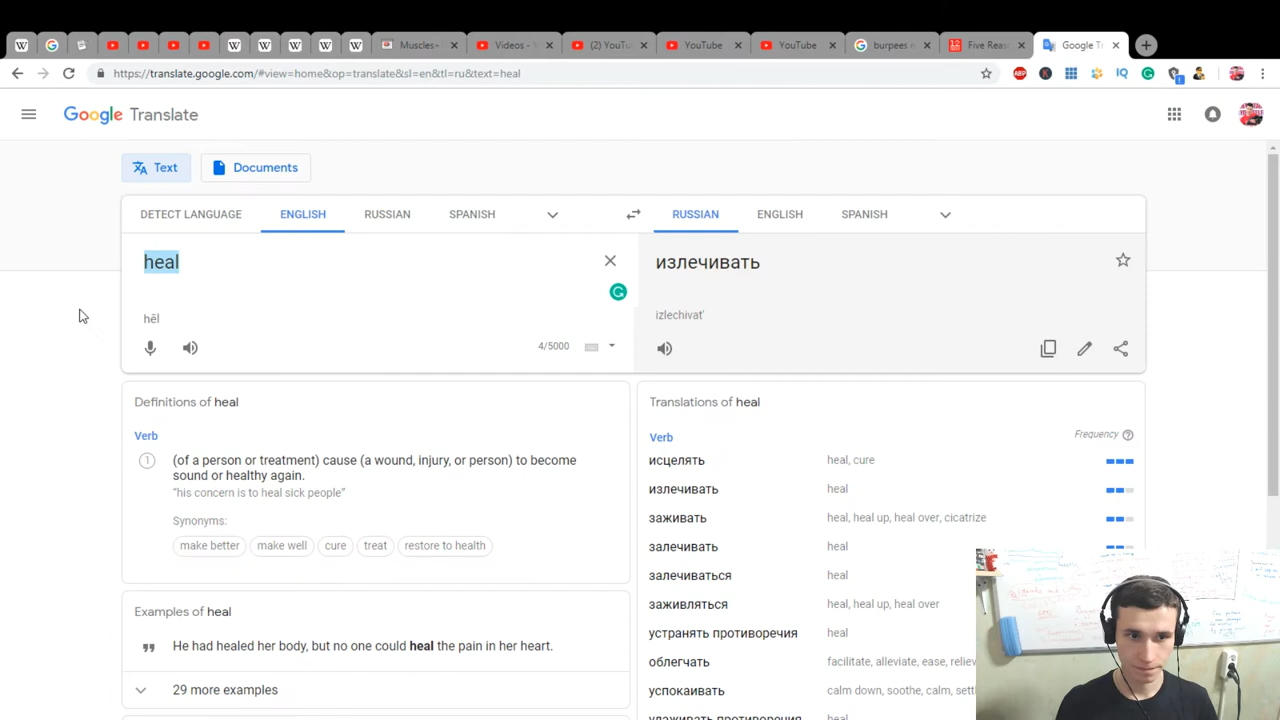 Muscles-
Videos -
(2) YouTu
YouTube
YouTube
burpees
Five Reas
Google Tr
https://translate.google.com/#view=home&op=translate&sl=en&tl=ru&text=heal
Google Translate
Text
Documents
DETECT LANGUAGE ENGLISH RUSSIAN SPANISH
RUSSIAN ENGLISH SPANISH
heal
излечивать
hēl
izlechivat'
4/5000
Definitions of heal
Verb
1 (of a person or treatment) cause (a wound, injury, or person) to become
sound or healthy again.
“his concern is to heal sick people”
Synonyms:
make better make well cure treat restore to health
Examples of heal
He had healed her body, but no one could heal the pain in her heart.
29 more examples
Translations of heal
Verb Frequency
исцелять heal, cure
излечивать heal
заживать heal, heal up, heal over, cicatrize
залечивать heal
залечиваться heal
заживляться heal, heal up, heal over
устранять противоречия heal
облегчать facilitate, alleviate, ease, reliev
успокаивать calm down, soothe, calm, sett
улаживать противоречия heal